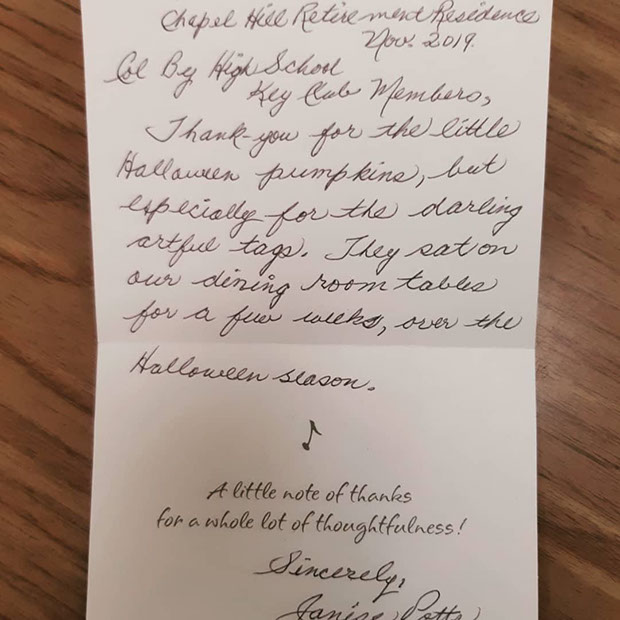 Chapel Hill Retirement Residence
Nov. 2019.
Col By High School
Key Club Members,
Thank-you for the little
Halloween pumpkins, but
especially for the darling
artful tags. They sat on
our dining room tables
for a few weeks, over the
Halloween season.
A little note of thanks
for a whole lot of thoughtfulness!
Sincerely,
Janise Potts